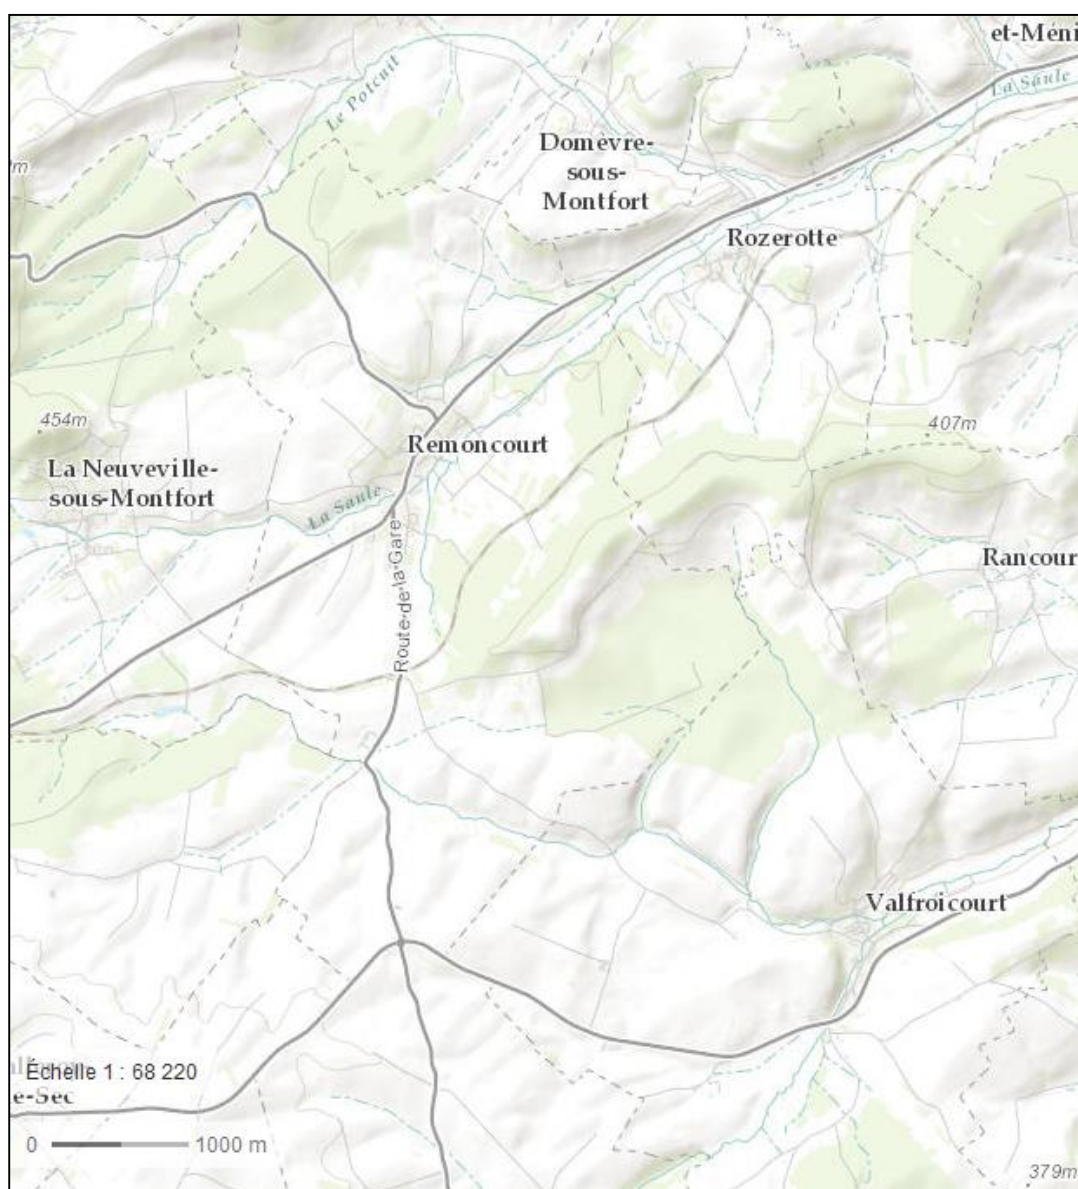 et-Méni
La Saule
Le Potcuit
Domèvre-
sous-
Montfort
Rozerotte
454m
407m
Remoncourt
La Neuveville-
sous-Montfort
La Saule
Route-de-la-Gare
Rancour
Valfroicourt
Échelle 1 : 68 220
e-Sec
0 1000 m
379m